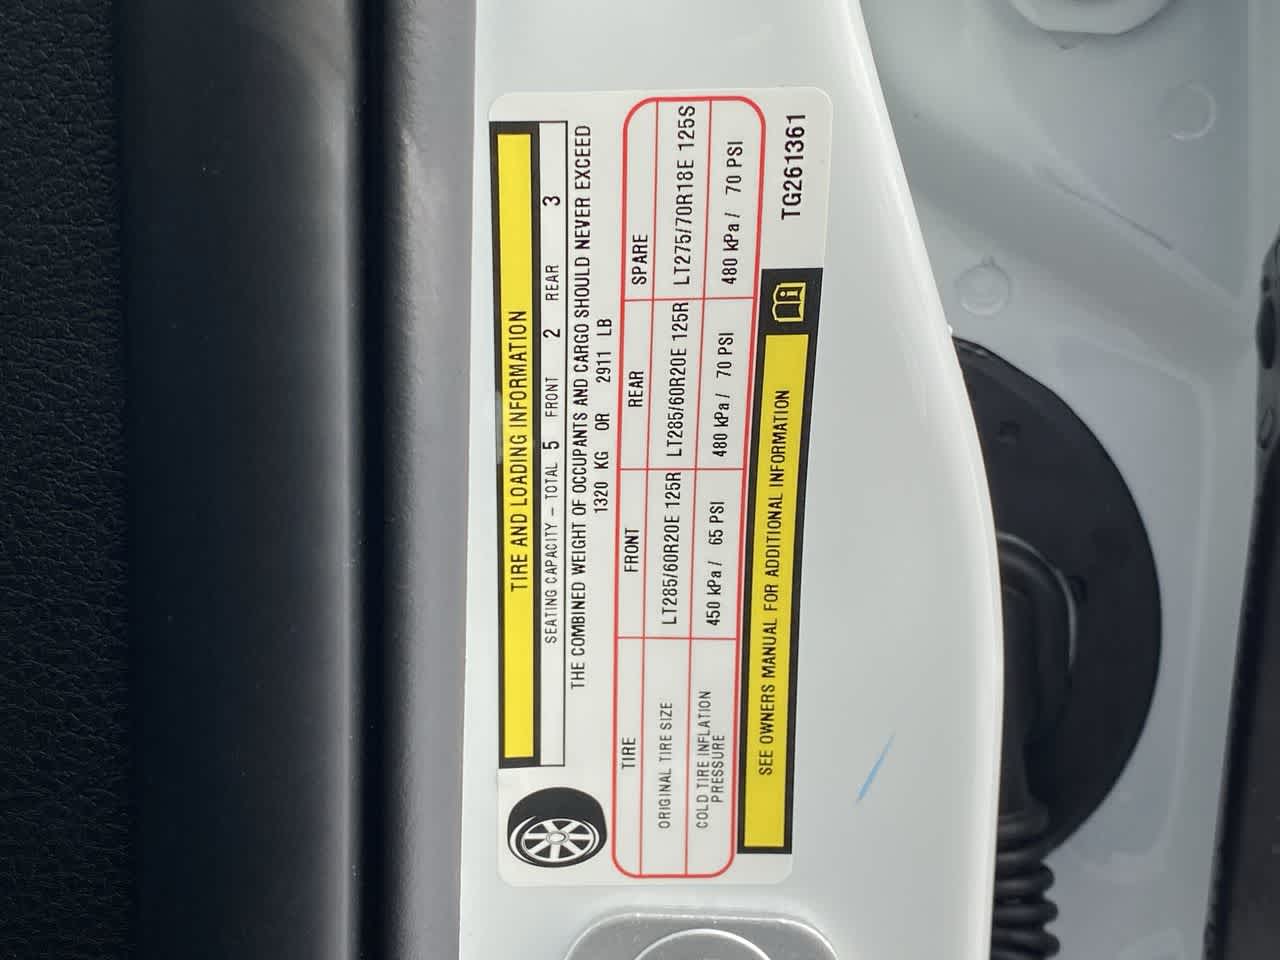 TIRE AND LOADING INFORMATION
SEATING CAPACITY – TOTAL 5 FRONT 2 REAR 3
THE COMBINED WEIGHT OF OCCUPANTS AND CARGO SHOULD NEVER EXCEED
1320 KG OR 2911 LB
TIRE FRONT REAR SPARE
ORIGINAL TIRE SIZE LT285/60R20E 125R LT285/60R20E 125R LT275/70R18E 125S
COLD TIRE INFLATION PRESSURE 450 kPa / 65 PSI 480 kPa / 70 PSI 480 kPa / 70 PSI
SEE OWNERS MANUAL FOR ADDITIONAL INFORMATION
TG261361